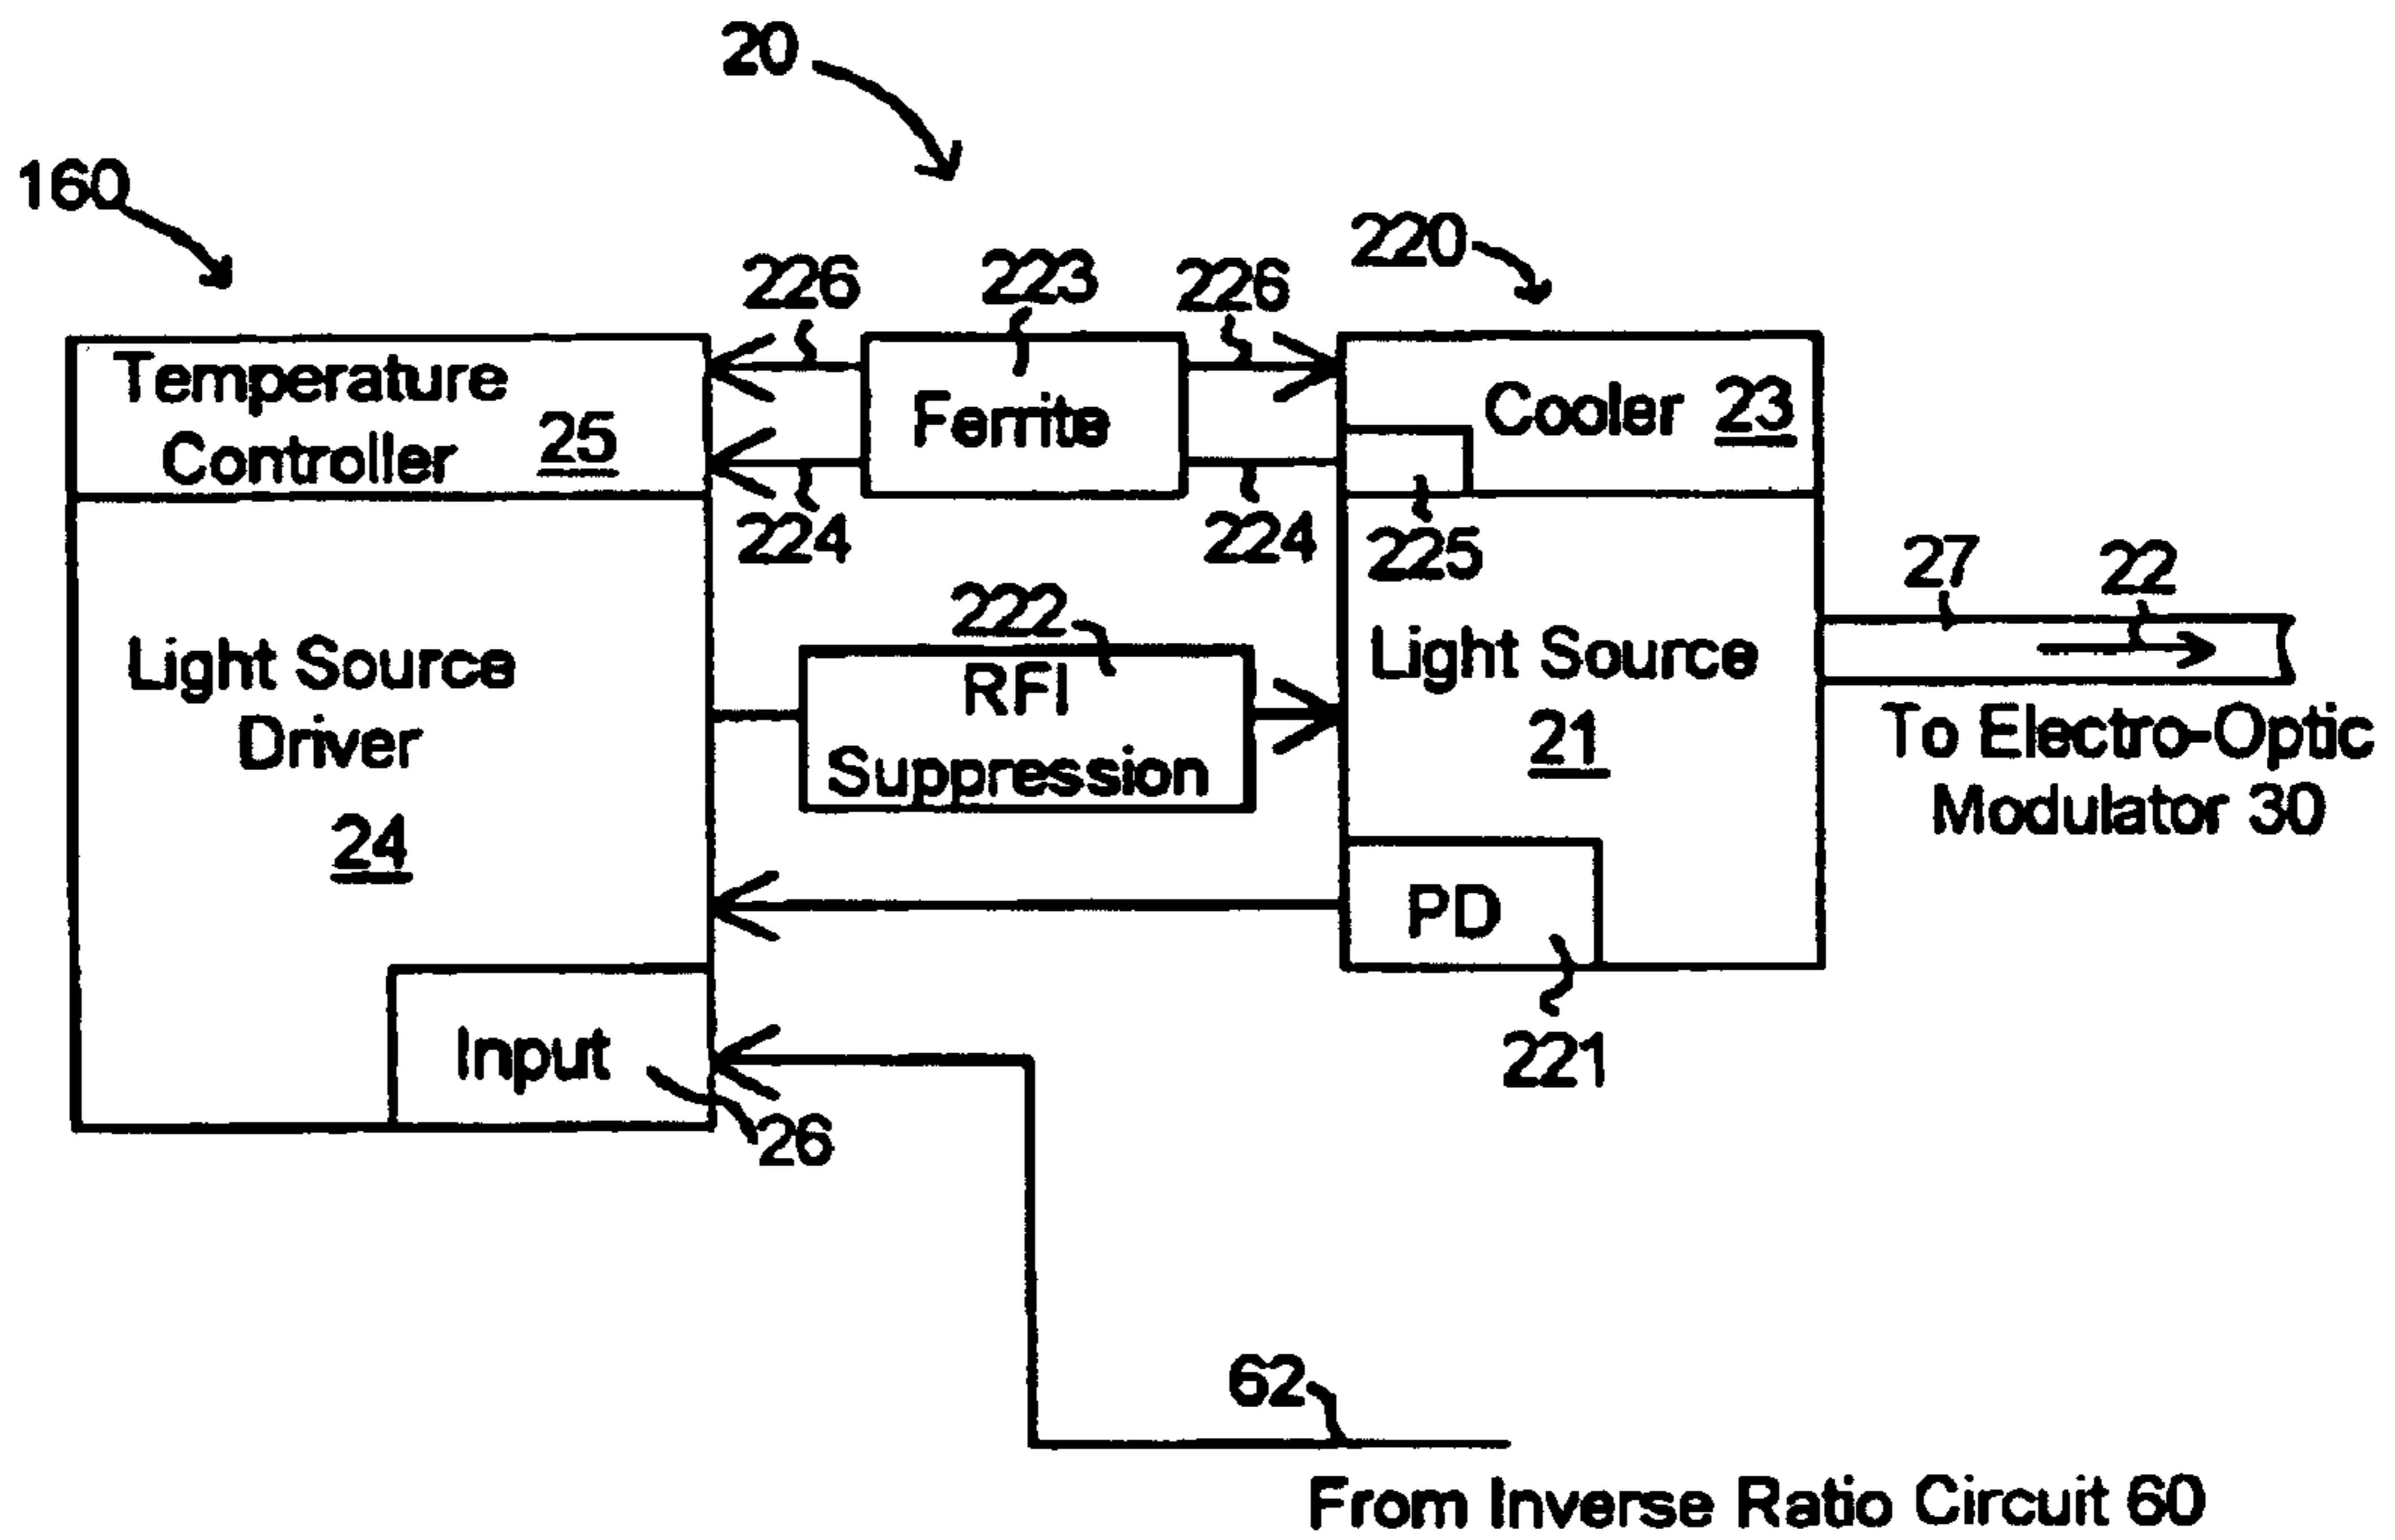 20
160
220
226
223
226
Temperature
Controller 25
Ferrite
Cooler 23
224
224
225
27
22
222
Light Source
Driver
24
RFI
Suppression
Light Source
21
To Electro-Optic
Modulator 30
PD
221
Input
26
62
From Inverse Ratio Circuit 60